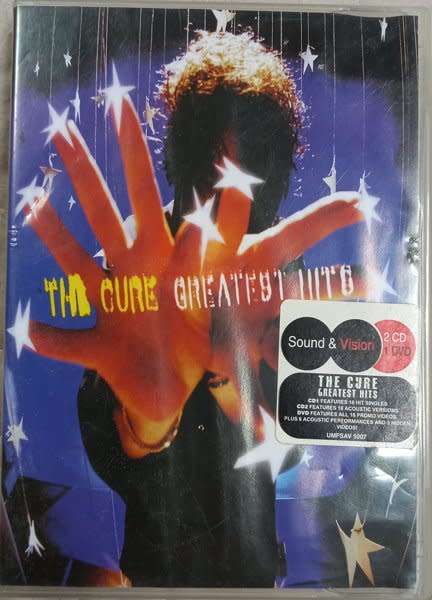 THE CURE GREATEST HITS
Sound & Vision
2 CD
1 DVD
THE CURE
GREATEST HITS
CD1 FEATURES 18 HIT SINGLES
CD2 FEATURES 18 ACOUSTIC VERSIONS
DVD FEATURES ALL 18 PROMO VIDEOS,
PLUS 6 ACOUSTIC PERFORMANCES AND 3 HIDDEN
VIDEOS!
UMFSAV 5007